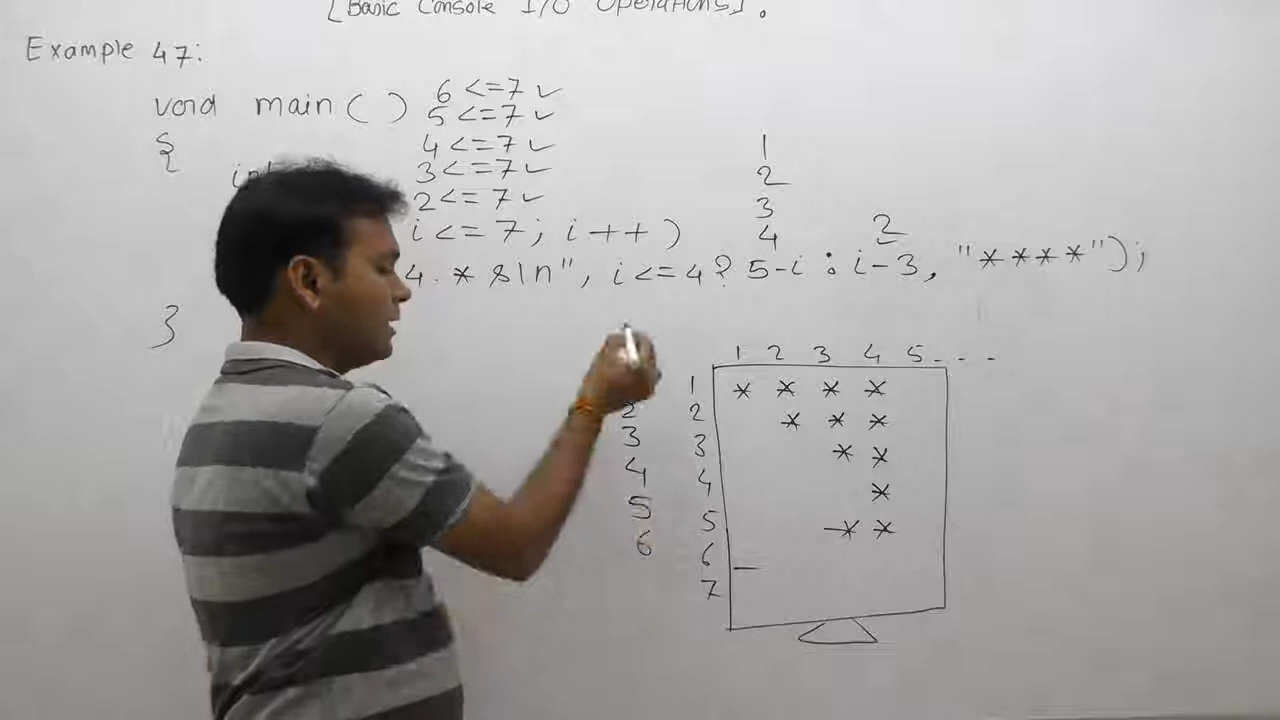 [Basic Console I/O Operations].
Example 47:
void main( ) 6 <=7 ✓
5 <=7 ✓
{ 4 <=7 ✓ 1
int 3 <=7 ✓ 2
2 <=7 ✓ 3
i <= 7; i ++ ) 4 2
4. * s\n", i <= 4 ? 5-i : i-3, "****");
}
1 2 3 4 5 - - -
1 * * * *
2 2 * * *
3 3 * *
4 4 *
5 5 * *
6 6
7